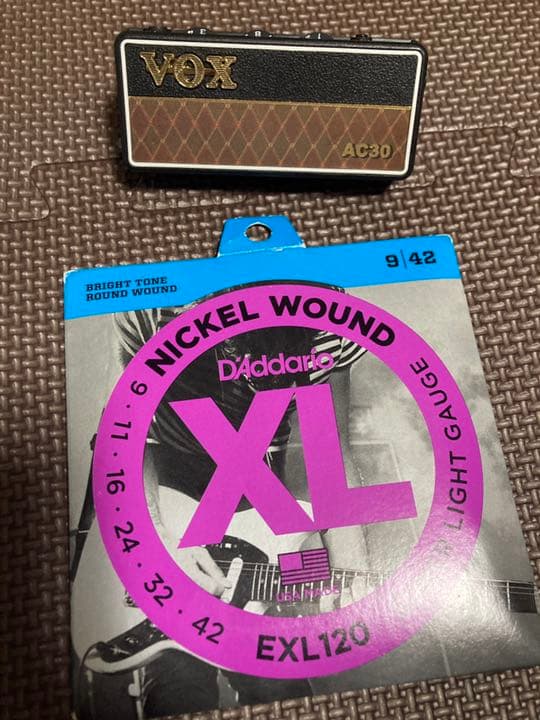 VOX
AC30
9|42
BRIGHT TONE
ROUND WOUND
NICKEL WOUND
D'Addario
XL
LIGHT GAUGE
9 · 11 · 16 · 24 · 32 · 42
USA MADE
EXL120